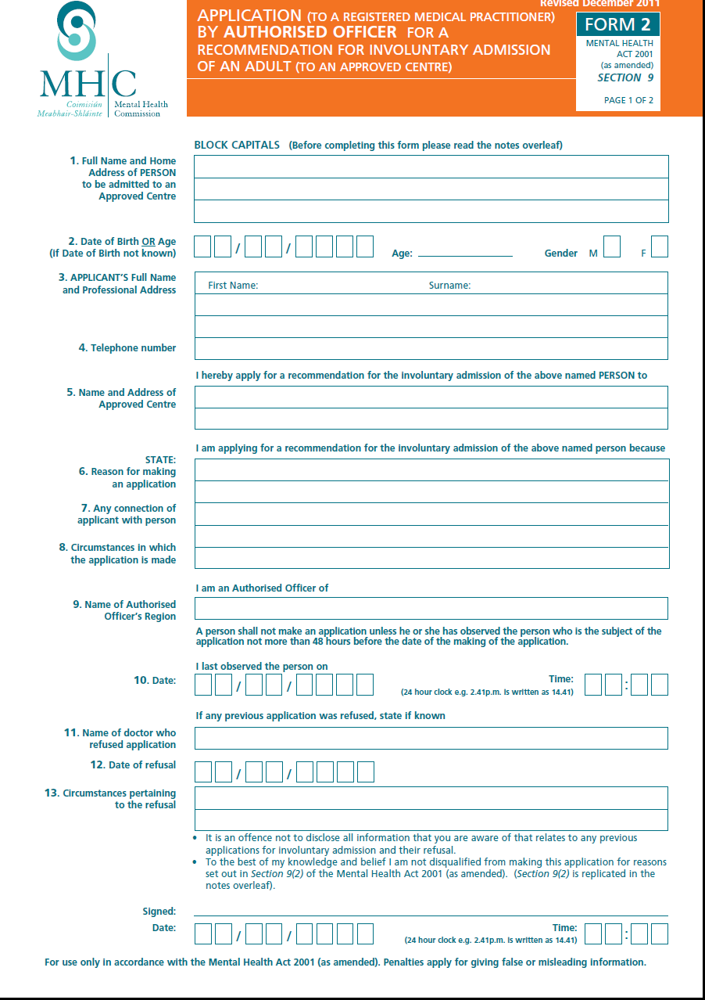 Revised December 2011
APPLICATION (TO A REGISTERED MEDICAL PRACTITIONER)
BY AUTHORISED OFFICER FOR A
RECOMMENDATION FOR INVOLUNTARY ADMISSION
OF AN ADULT (TO AN APPROVED CENTRE)
FORM 2
MENTAL HEALTH
ACT 2001
(as amended)
SECTION 9
PAGE 1 OF 2
MHC
Coimisiún
Meabhair-Shláinte
Mental Health
Commission
BLOCK CAPITALS (Before completing this form please read the notes overleaf)
1. Full Name and Home
Address of PERSON
to be admitted to an
Approved Centre
2. Date of Birth OR Age
(if Date of Birth not known)
/ /
Age:
Gender M F
3. APPLICANT'S Full Name
and Professional Address
First Name: Surname:
4. Telephone number
I hereby apply for a recommendation for the involuntary admission of the above named PERSON to
5. Name and Address of
Approved Centre
I am applying for a recommendation for the involuntary admission of the above named person because
STATE:
6. Reason for making
an application
7. Any connection of
applicant with person
8. Circumstances in which
the application is made
I am an Authorised Officer of
9. Name of Authorised
Officer's Region
A person shall not make an application unless he or she has observed the person who is the subject of the
application not more than 48 hours before the date of the making of the application.
I last observed the person on
10. Date: / / Time: :
(24 hour clock e.g. 2.41p.m. is written as 14.41)
If any previous application was refused, state if known
11. Name of doctor who
refused application
12. Date of refusal / /
13. Circumstances pertaining
to the refusal
• It is an offence not to disclose all information that you are aware of that relates to any previous
applications for involuntary admission and their refusal.
• To the best of my knowledge and belief I am not disqualified from making this application for reasons
set out in Section 9(2) of the Mental Health Act 2001 (as amended). (Section 9(2) is replicated in the
notes overleaf).
Signed:
Date: / / Time: :
(24 hour clock e.g. 2.41p.m. is written as 14.41)
For use only in accordance with the Mental Health Act 2001 (as amended). Penalties apply for giving false or misleading information.